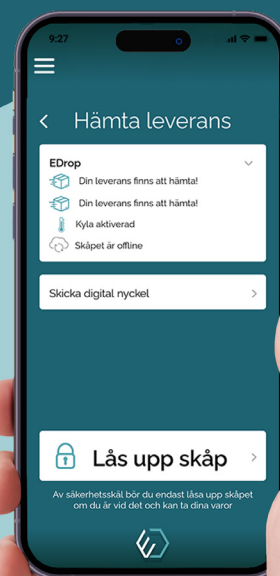 9:27
Hämta leverans
EDrop
Din leverans finns att hämta!
Din leverans finns att hämta!
Kyla aktiverad
Skåpet är offline
Skicka digital nyckel
Lås upp skåp
Av säkerhetsskäl bör du endast låsa upp skåpet
om du är vid det och kan ta dina varor